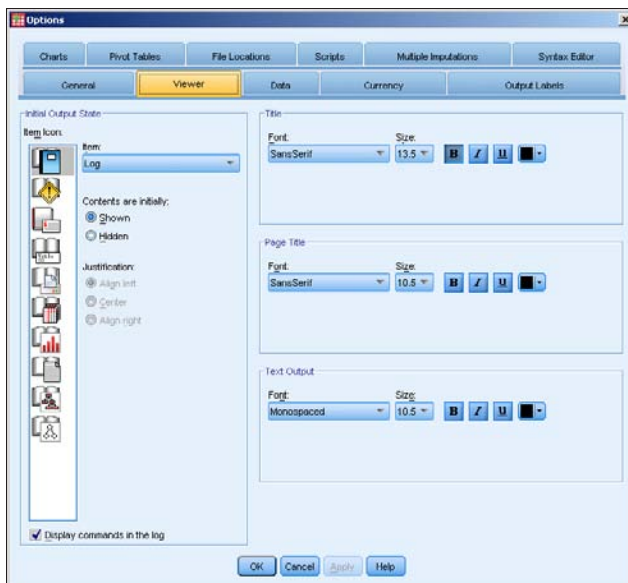 Options
Charts Pivot Tables File Locations Scripts Multiple Imputations Syntax Editor
General Viewer Data Currency Output Labels
Initial Output State
Item Icon:
Item:
Log
Contents are initially:
Shown
Hidden
Justification:
Align left
Center
Align right
Display commands in the log
Title
Font: Size:
SansSerif 13.5 B I U
Page Title
Font: Size:
SansSerif 10.5 B I U
Text Output
Font: Size:
Monospaced 10.5 B I U
OK Cancel Apply Help